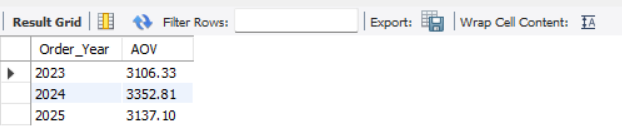 Result Grid Filter Rows: Export: Wrap Cell Content:
Order_Year AOV
2023 3106.33
2024 3352.81
2025 3137.10